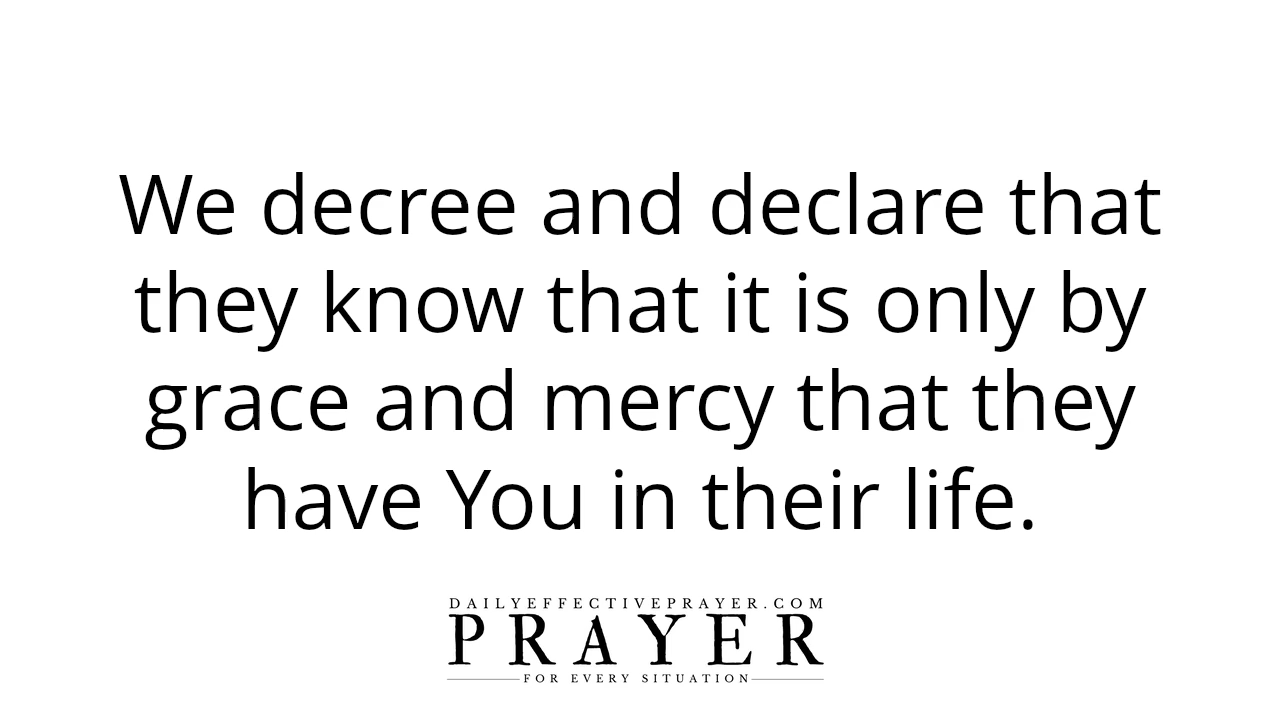 We decree and declare that
they know that it is only by
grace and mercy that they
have You in their life.
DAILYEFFECTIVEPRAYER.COM
PRAYER
FOR EVERY SITUATION